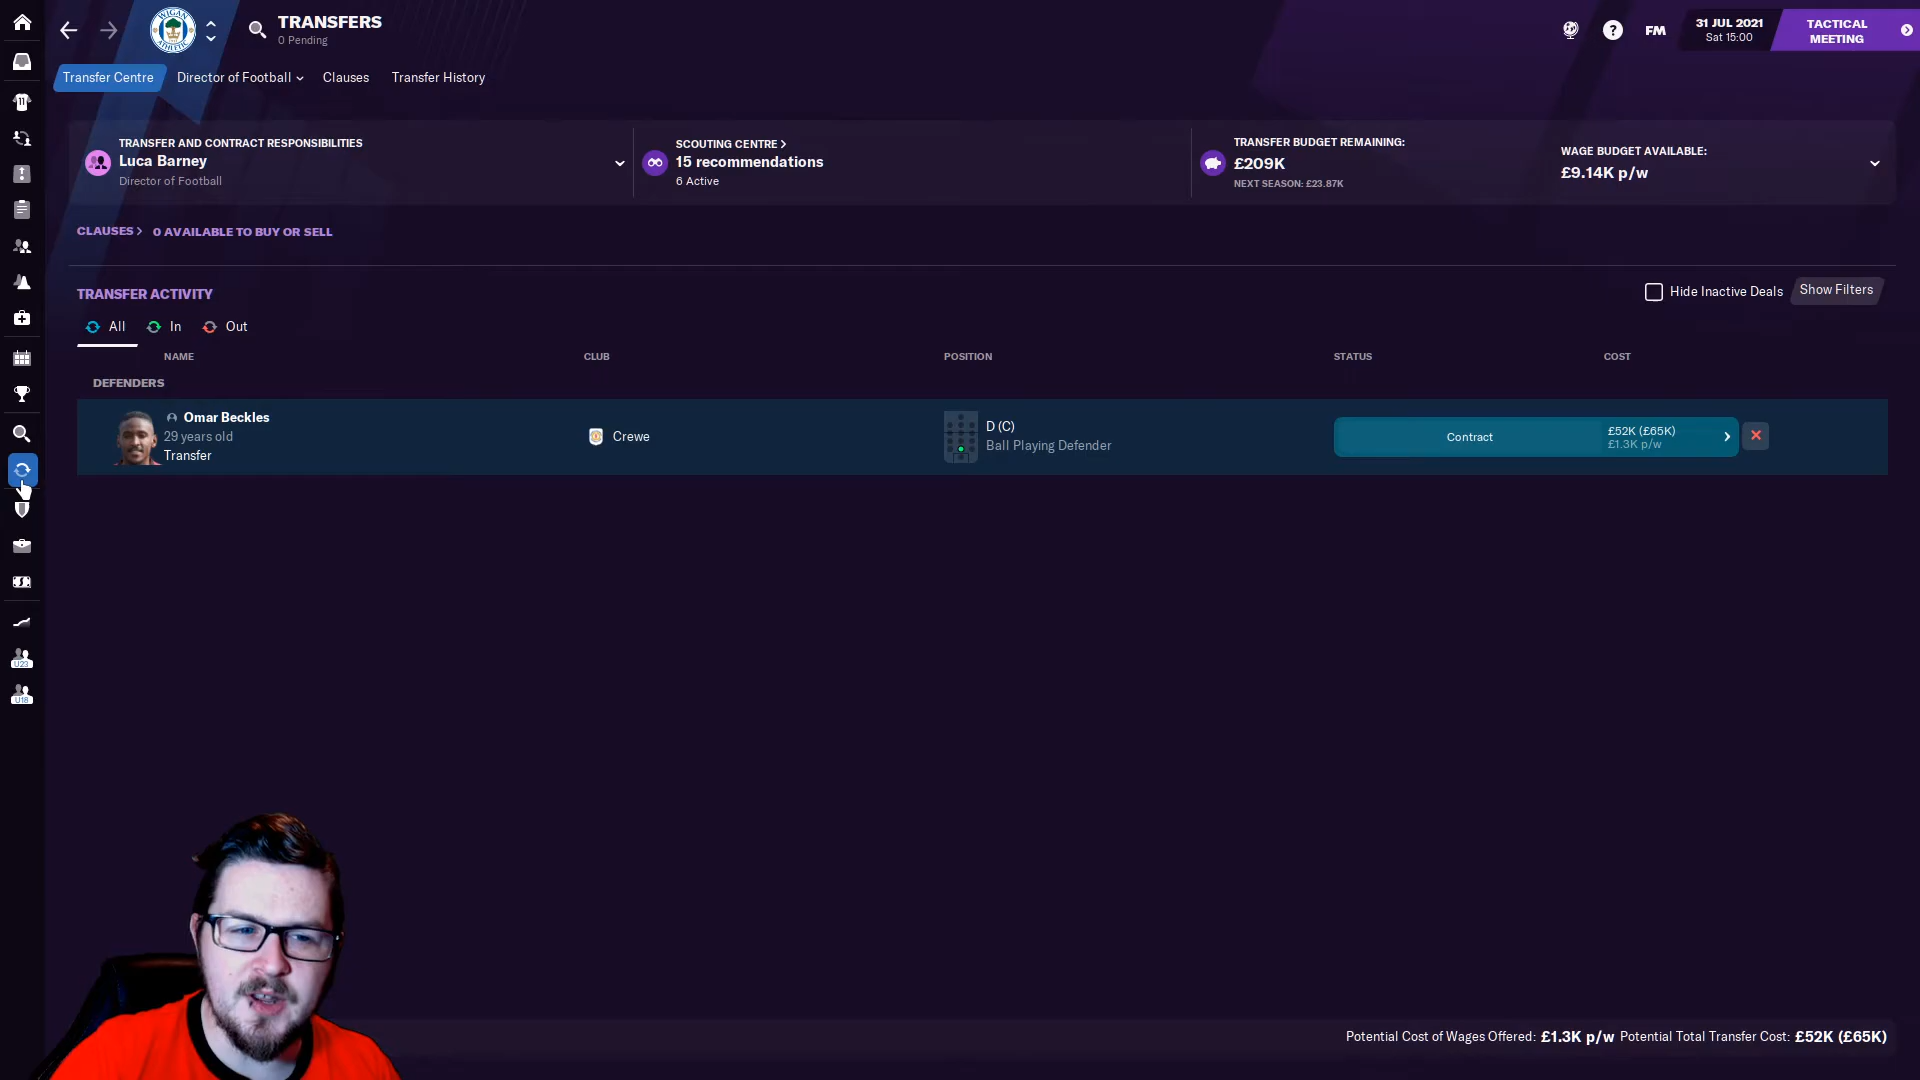 TRANSFERS
0 Pending
WIGAN
ATHLETIC
?
FM
31 JUL 2021
Sat 15:00
TACTICAL
MEETING
Transfer Centre
Director of Football
Clauses
Transfer History
TRANSFER AND CONTRACT RESPONSIBILITIES
Luca Barney
Director of Football
SCOUTING CENTRE >
15 recommendations
6 Active
TRANSFER BUDGET REMAINING:
£209K
NEXT SEASON: £23.87K
WAGE BUDGET AVAILABLE:
£9.14K p/w
CLAUSES > 0 AVAILABLE TO BUY OR SELL
TRANSFER ACTIVITY
Hide Inactive Deals
Show Filters
All
In
Out
NAME
CLUB
POSITION
STATUS
COST
DEFENDERS
Omar Beckles
29 years old
Transfer
Crewe
D (C)
Ball Playing Defender
Contract
£52K (£65K)
£1.3K p/w
11
U23
U18
Potential Cost of Wages Offered: £1.3K p/w Potential Total Transfer Cost: £52K (£65K)